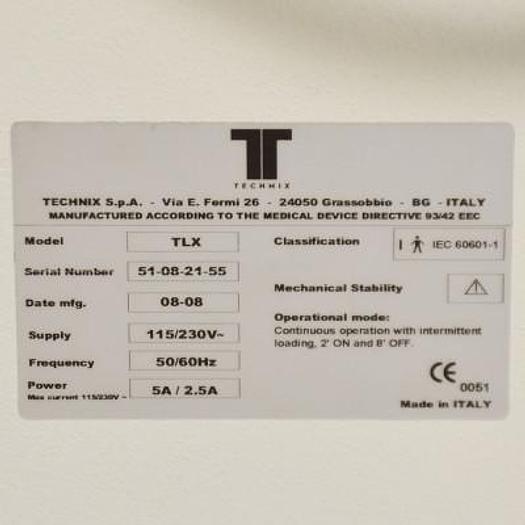 TECHNIX
TECHNIX S.p.A. - Via E. Fermi 26 - 24050 Grassobbio - BG - ITALY
MANUFACTURED ACCORDING TO THE MEDICAL DEVICE DIRECTIVE 93/42 EEC
Model TLX
Classification I IEC 60601-1
Serial Number 51-08-21-55
Mechanical Stability
Date mfg. 08-08
Operational mode:
Continuous operation with intermittent
loading, 2' ON and 8' OFF.
Supply 115/230V~
Frequency 50/60Hz
Power 5A / 2.5A
Max current 115/230V ~
CE 0051
Made in ITALY